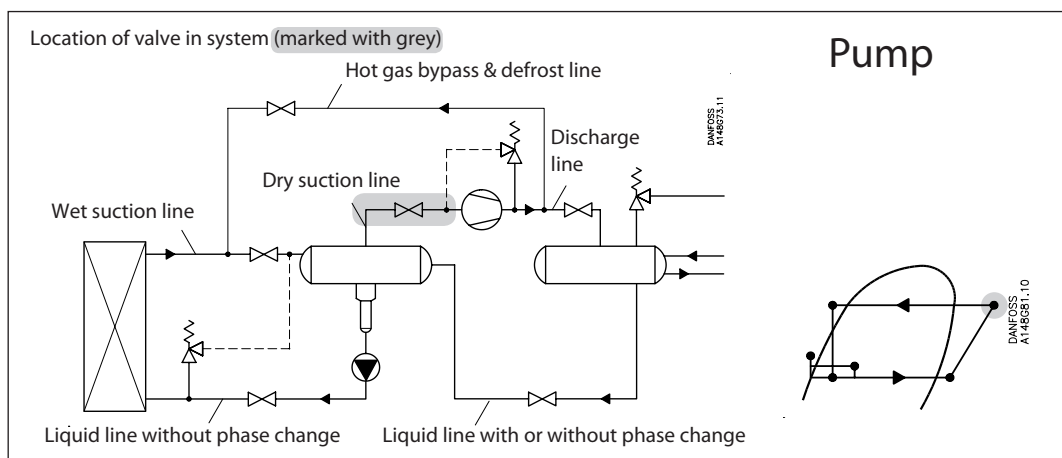 Location of valve in system (marked with grey)
Pump
Hot gas bypass & defrost line
DANFOSS
A148G73.11
Discharge
line
Dry suction line
Wet suction line
DANFOSS
A148G81.10
Liquid line without phase change
Liquid line with or without phase change